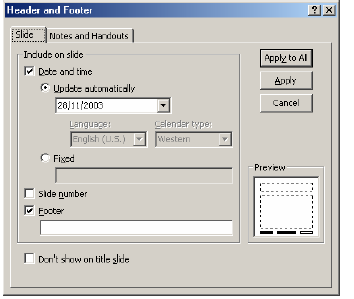 Header and Footer
Slide
Notes and Handouts
Include on slide
Date and time
Update automatically
28/11/2003
Language:
Calendar type:
English (U.S.)
Western
Fixed
Slide number
Footer
Don't show on title slide
Apply to All
Apply
Cancel
Preview